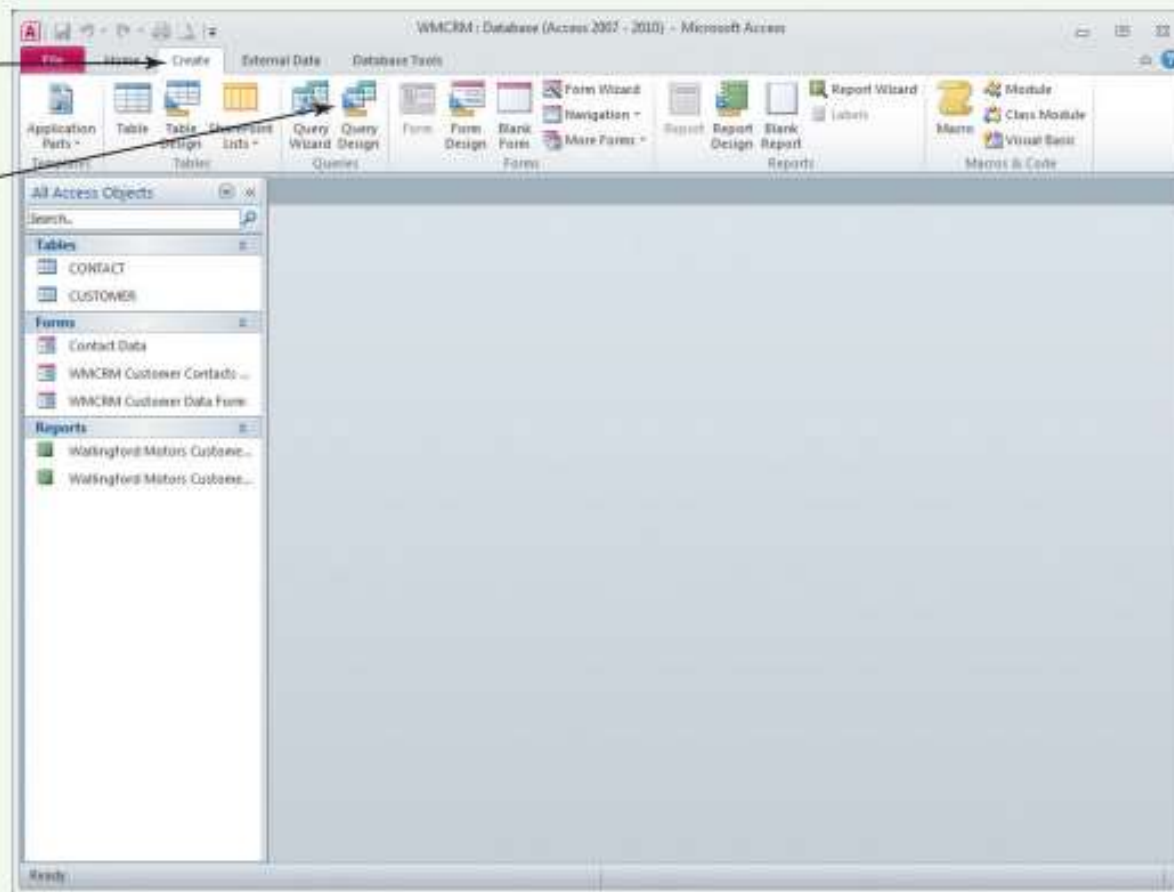 WMCRM : Database (Access 2007 - 2010) - Microsoft Access
File Home Create External Data Database Tools
Application Parts
Table
Table Design
SharePoint Lists
Query Wizard
Query Design
Form
Form Design
Blank Form
Form Wizard
Navigation
More Forms
Report
Report Design
Blank Report
Report Wizard
Labels
Macro
Module
Class Module
Visual Basic
Templates Tables Queries Forms Reports Macros & Code
All Access Objects
Search..
Tables
CONTACT
CUSTOMER
Forms
Contact Data
WMCRM Customer Contacts ...
WMCRM Customer Data Form
Reports
Wallingford Motors Custome...
Wallingford Motors Custome...
Ready